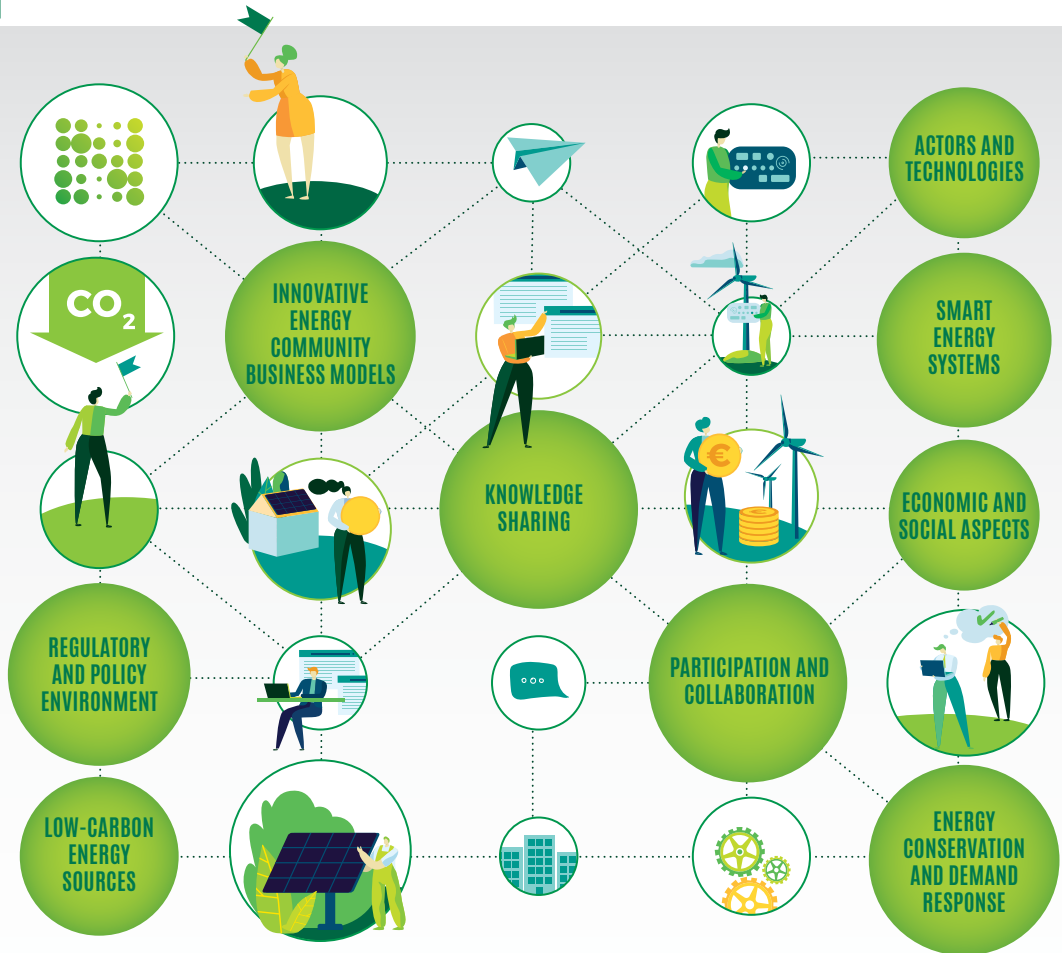 ACTORS AND
TECHNOLOGIES
INNOVATIVE
ENERGY
COMMUNITY
BUSINESS MODELS
CO2
SMART
ENERGY
SYSTEMS
€
KNOWLEDGE
SHARING
ECONOMIC AND
SOCIAL ASPECTS
REGULATORY
AND POLICY
ENVIRONMENT
PARTICIPATION AND
COLLABORATION
LOW-CARBON
ENERGY
SOURCES
ENERGY
CONSERVATION
AND DEMAND
RESPONSE